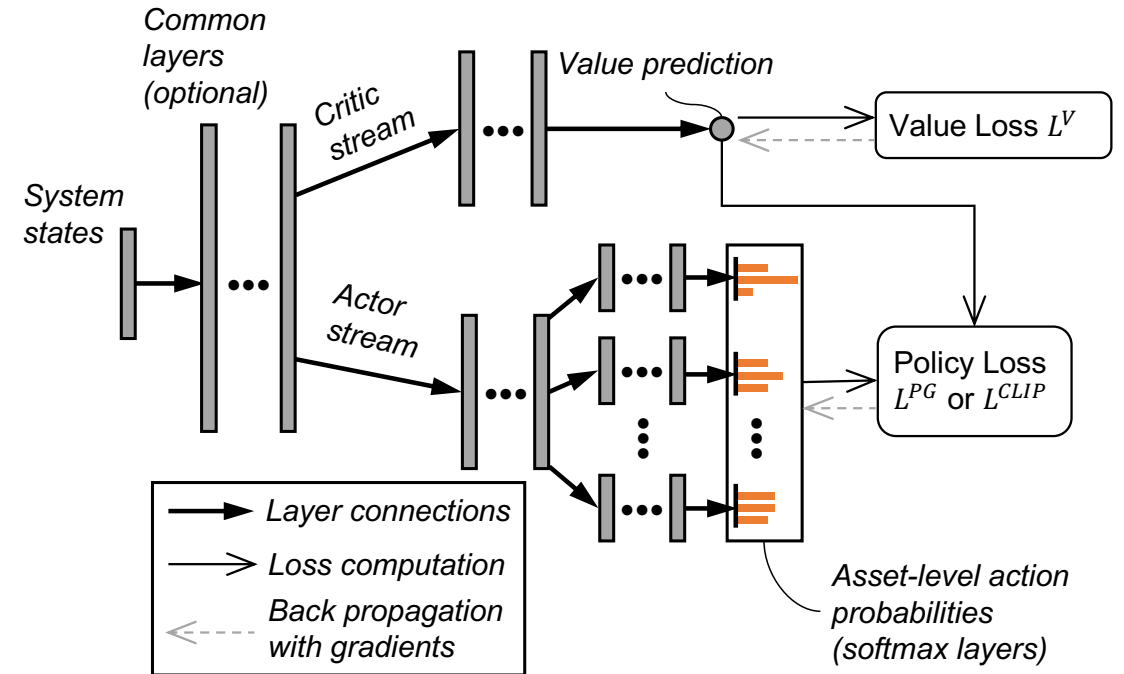 Common
layers
(optional)
Critic
stream
Value prediction
Value Loss L^V
System
states
Actor
stream
Policy Loss
L^PG or L^CLIP
Layer connections
Loss computation
Back propagation
with gradients
Asset-level action
probabilities
(softmax layers)